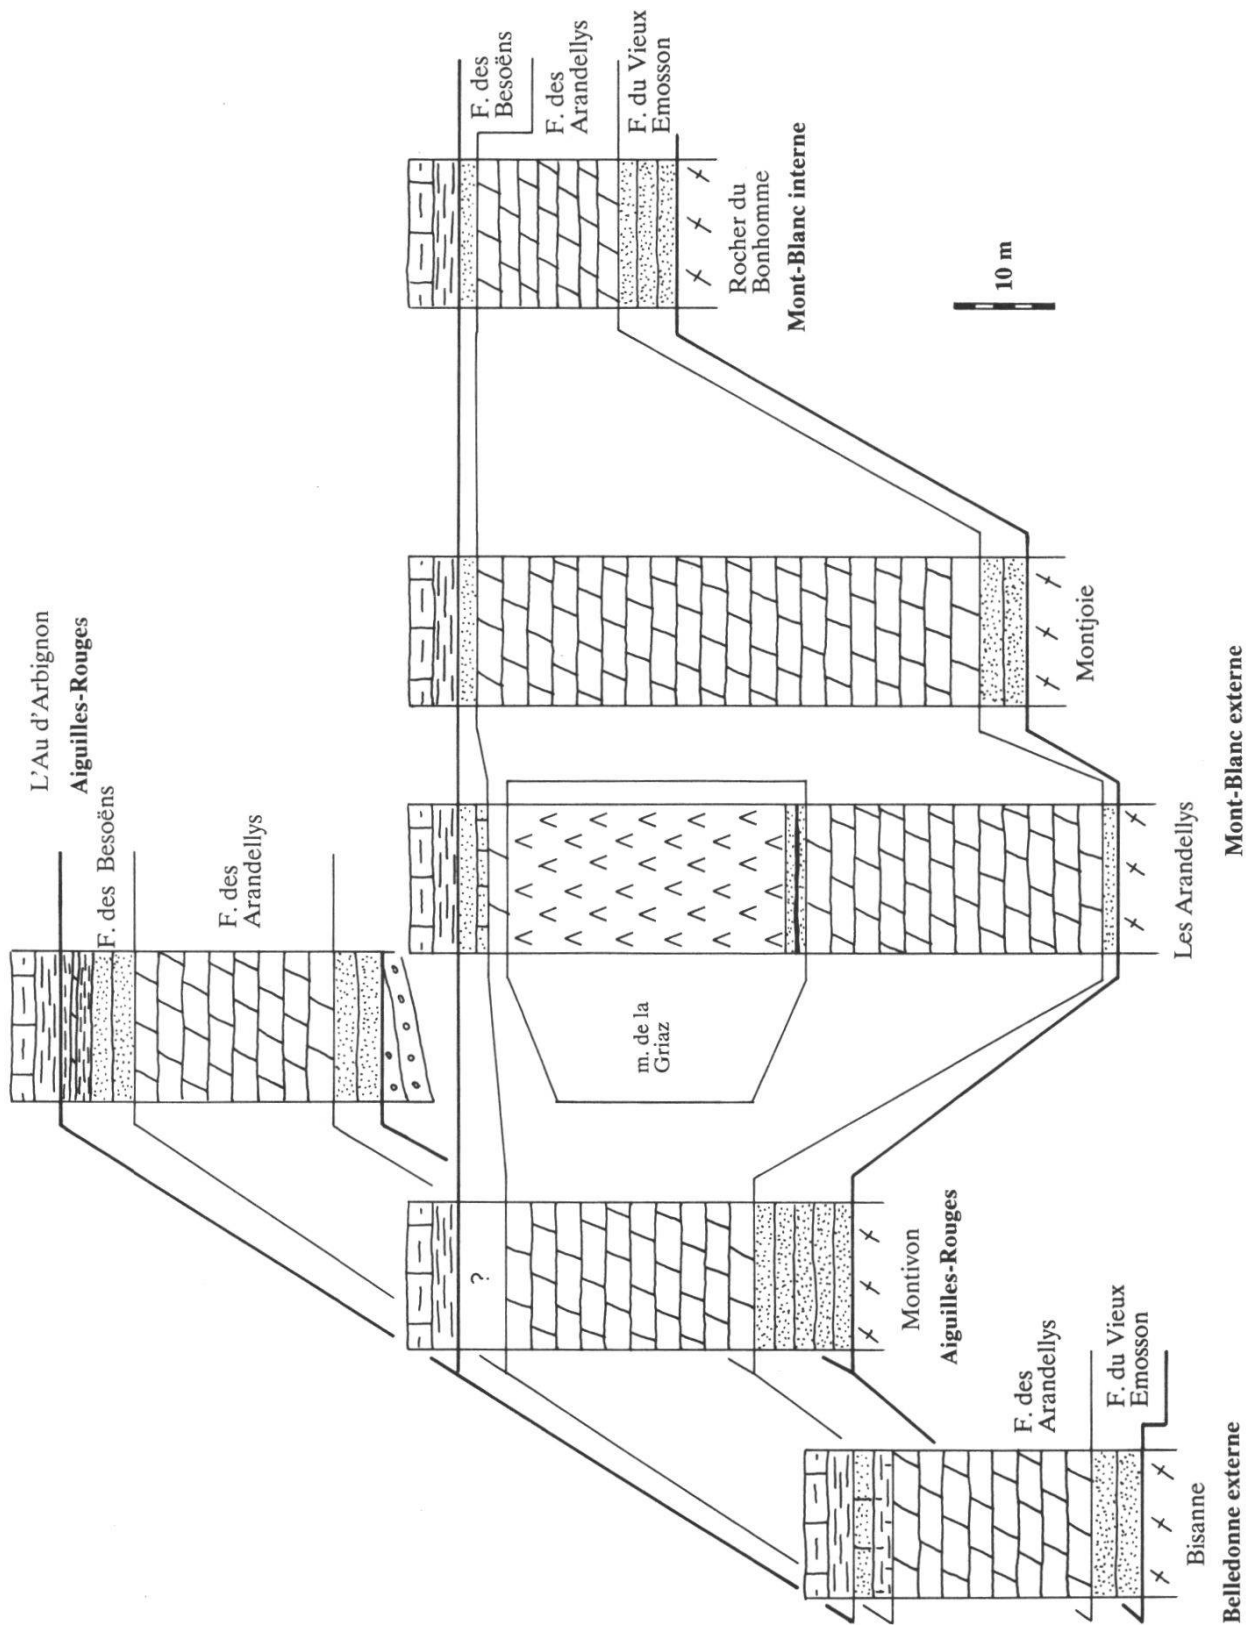 L'Au d'Arbignon
Aiguilles-Rouges
F. des Besoëns
F. des
Arandellys
F. des
Besoëns
F. des
Arandellys
F. du Vieux
Emosson
m. de la
Griaz
?
10 m
Rocher du
Bonhomme
Mont-Blanc interne
Montjoie
Les Arandellys
Mont-Blanc externe
Montivon
Aiguilles-Rouges
F. des
Arandellys
F. du Vieux
Emosson
Bisanne
Belledonne externe